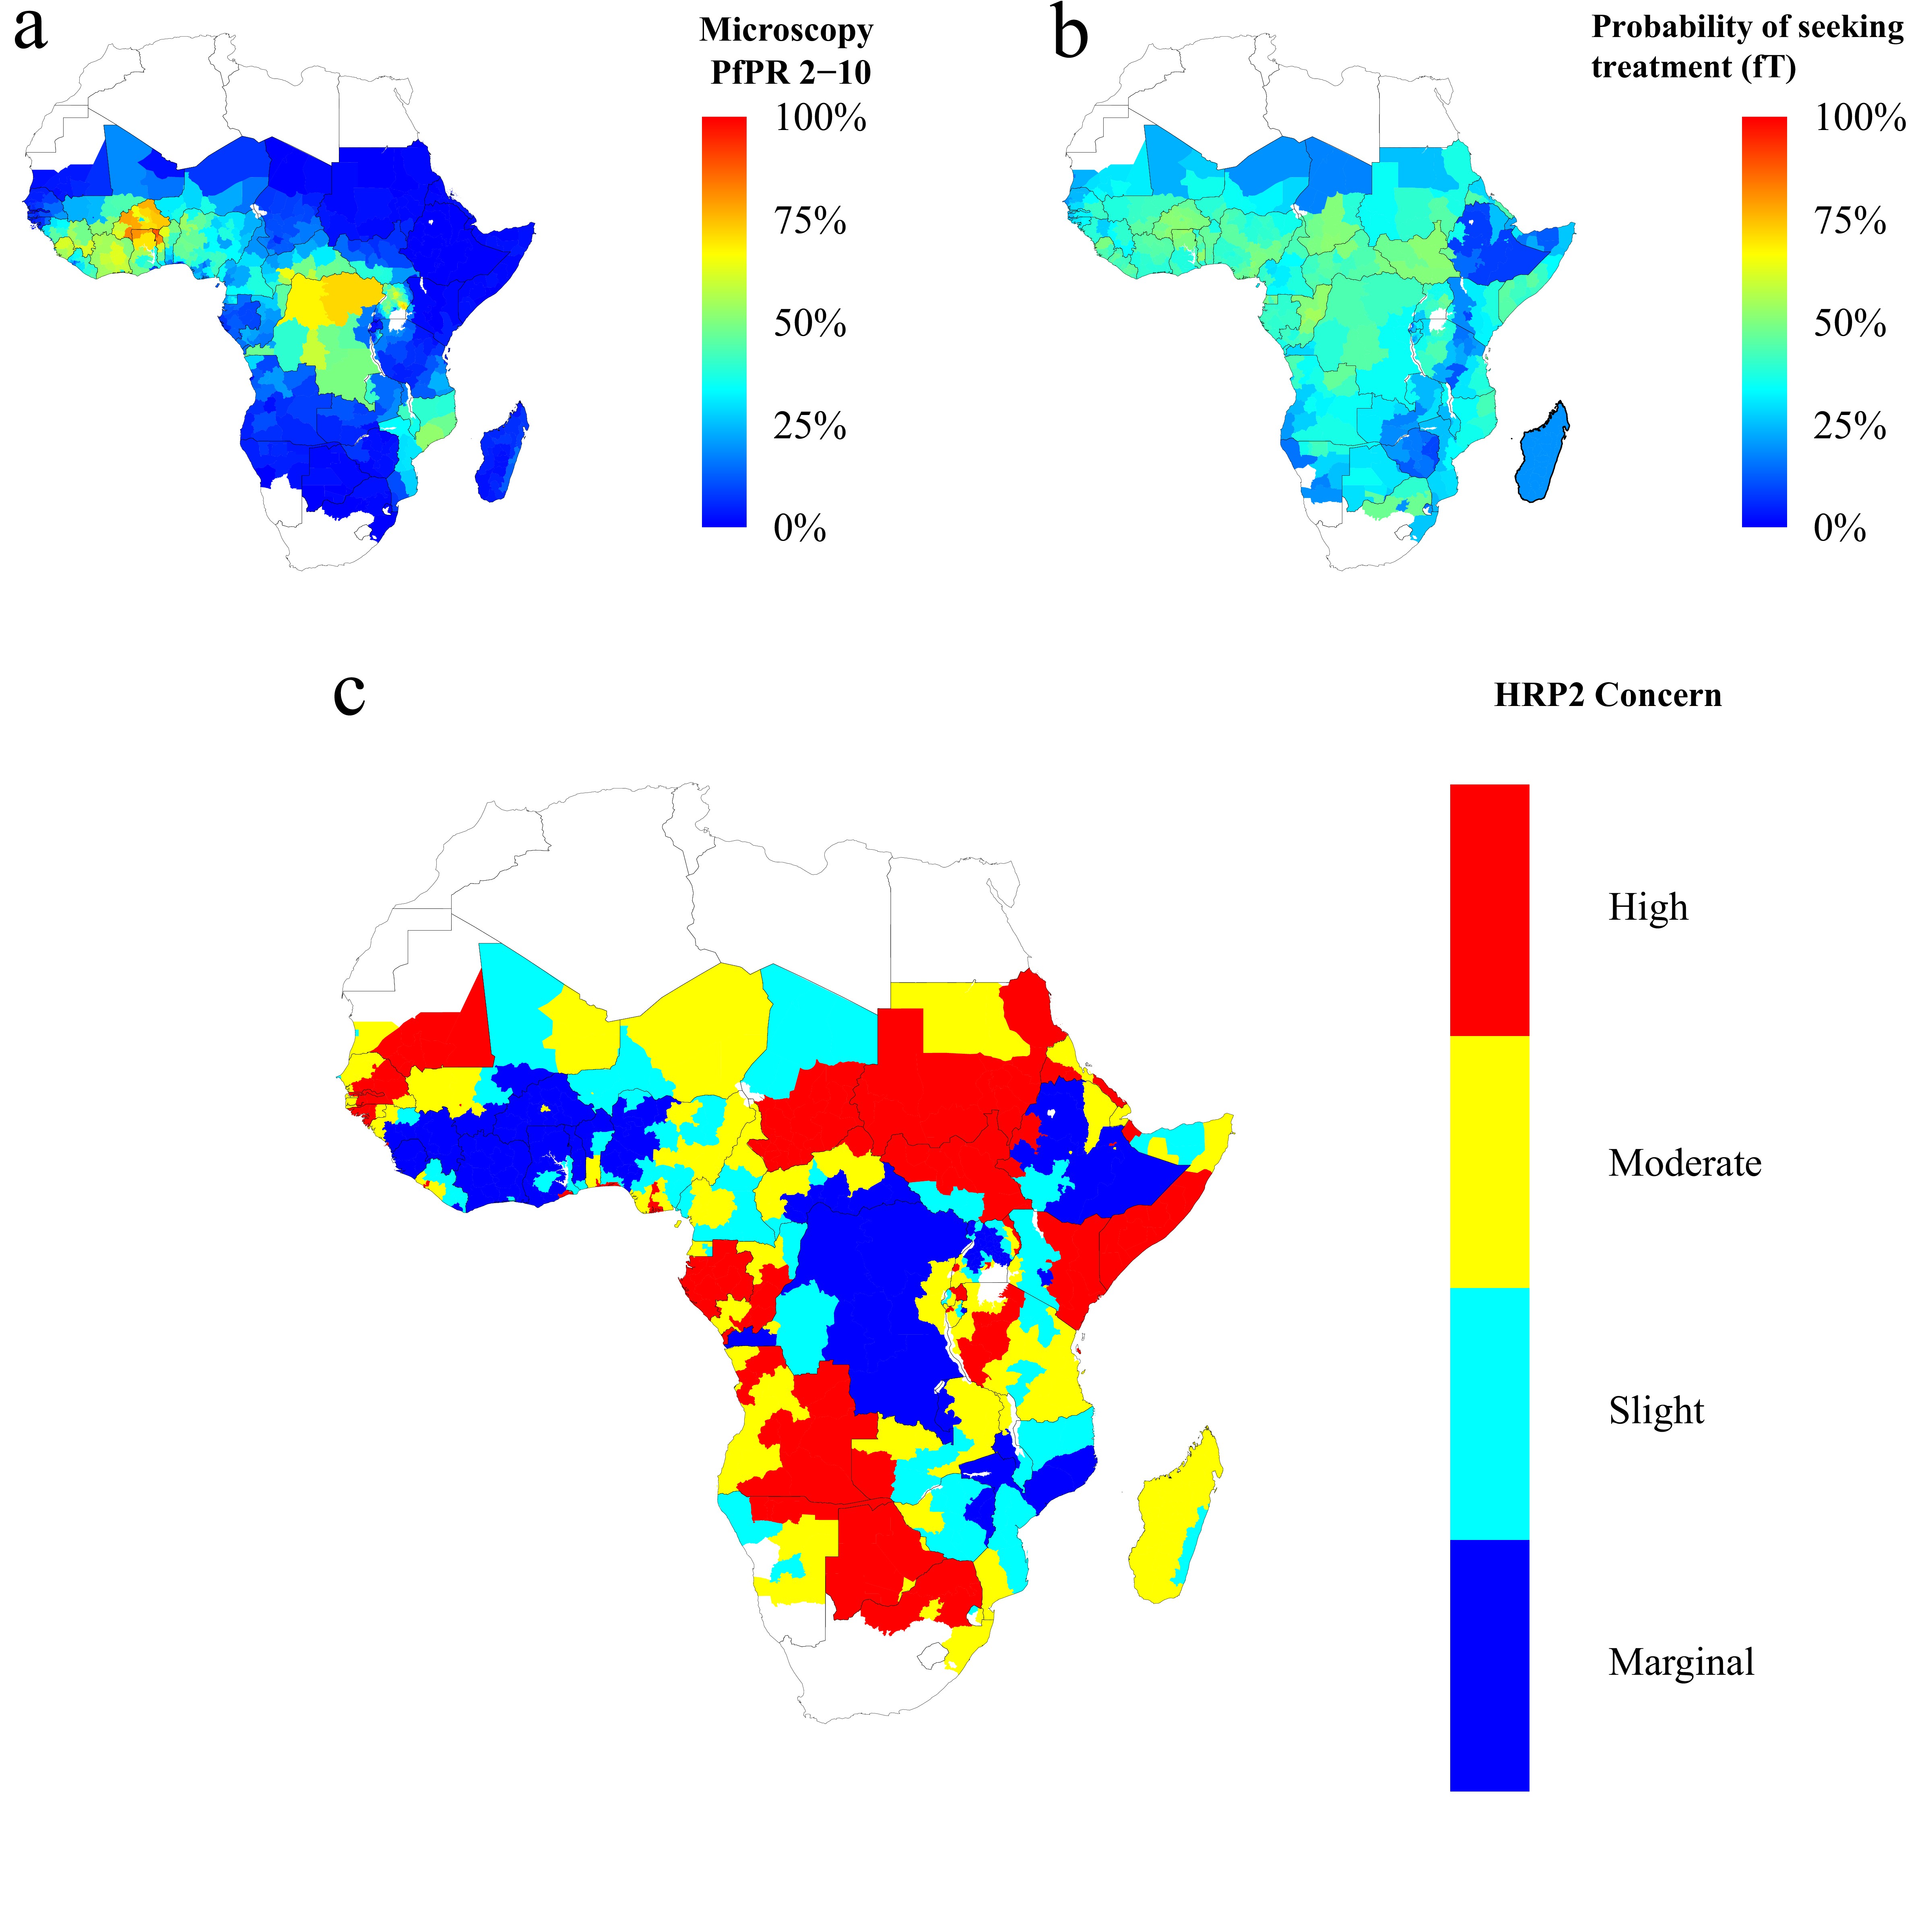 a
Microscopy
PfPR 2−10
100%
75%
50%
25%
0%
b
Probability of seeking
treatment (fT)
100%
75%
50%
25%
0%
c
HRP2 Concern
High
Moderate
Slight
Marginal